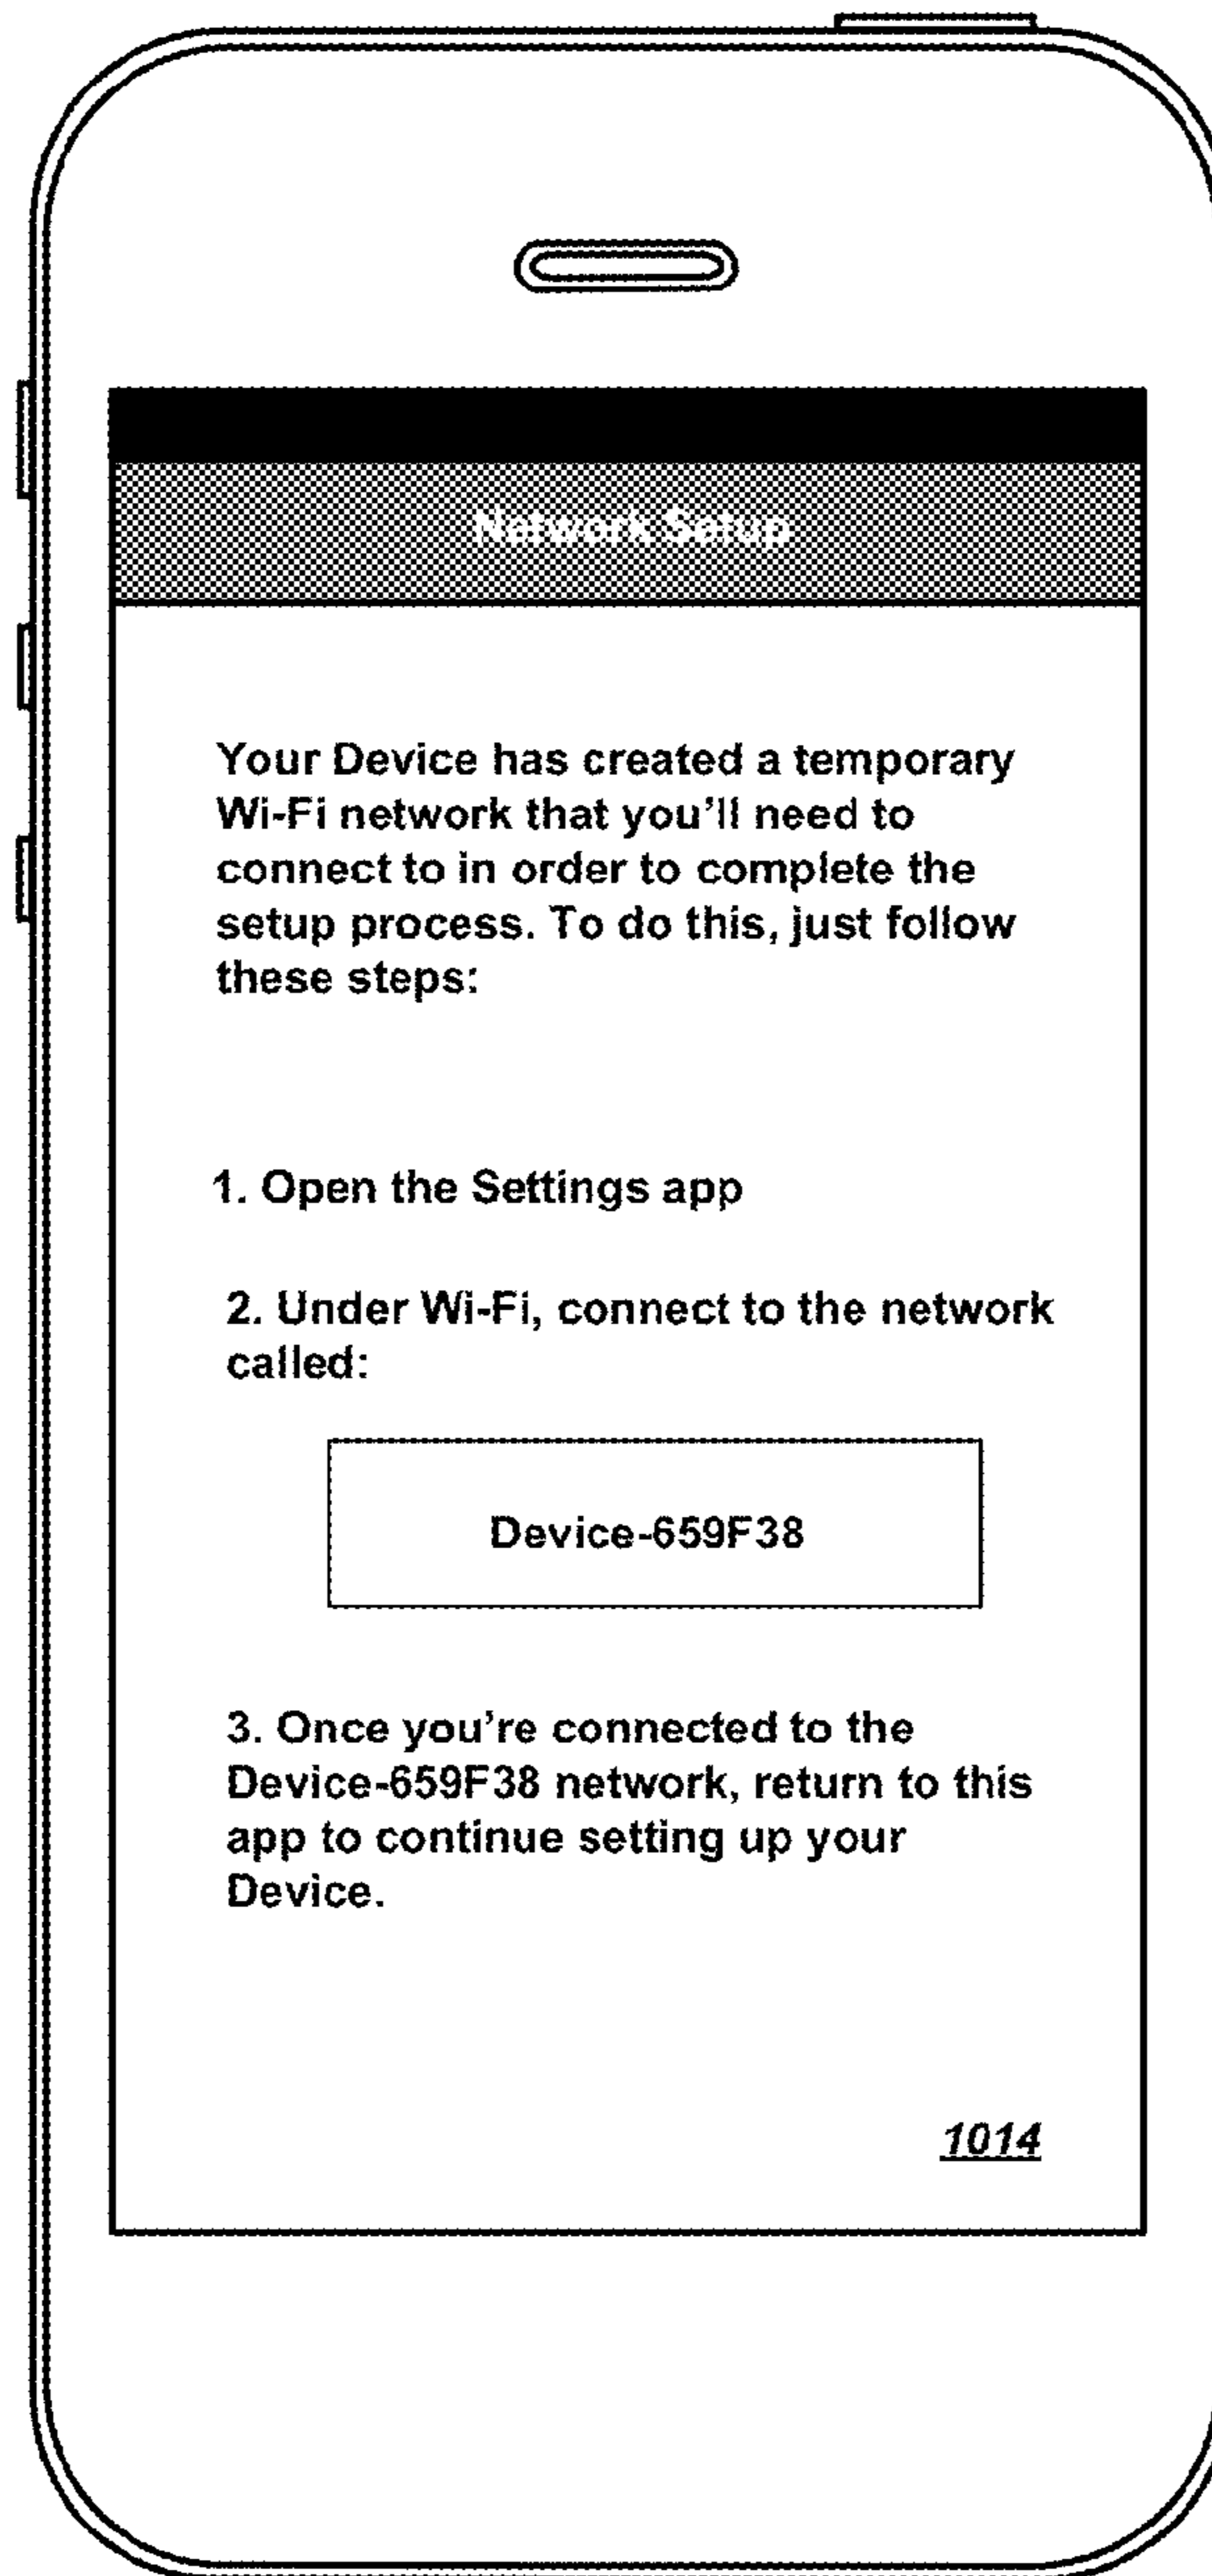 Network Setup
Your Device has created a temporary
Wi-Fi network that you'll need to
connect to in order to complete the
setup process. To do this, just follow
these steps:
1. Open the Settings app
2. Under Wi-Fi, connect to the network
called:
Device-659F38
3. Once you're connected to the
Device-659F38 network, return to this
app to continue setting up your
Device.
1014